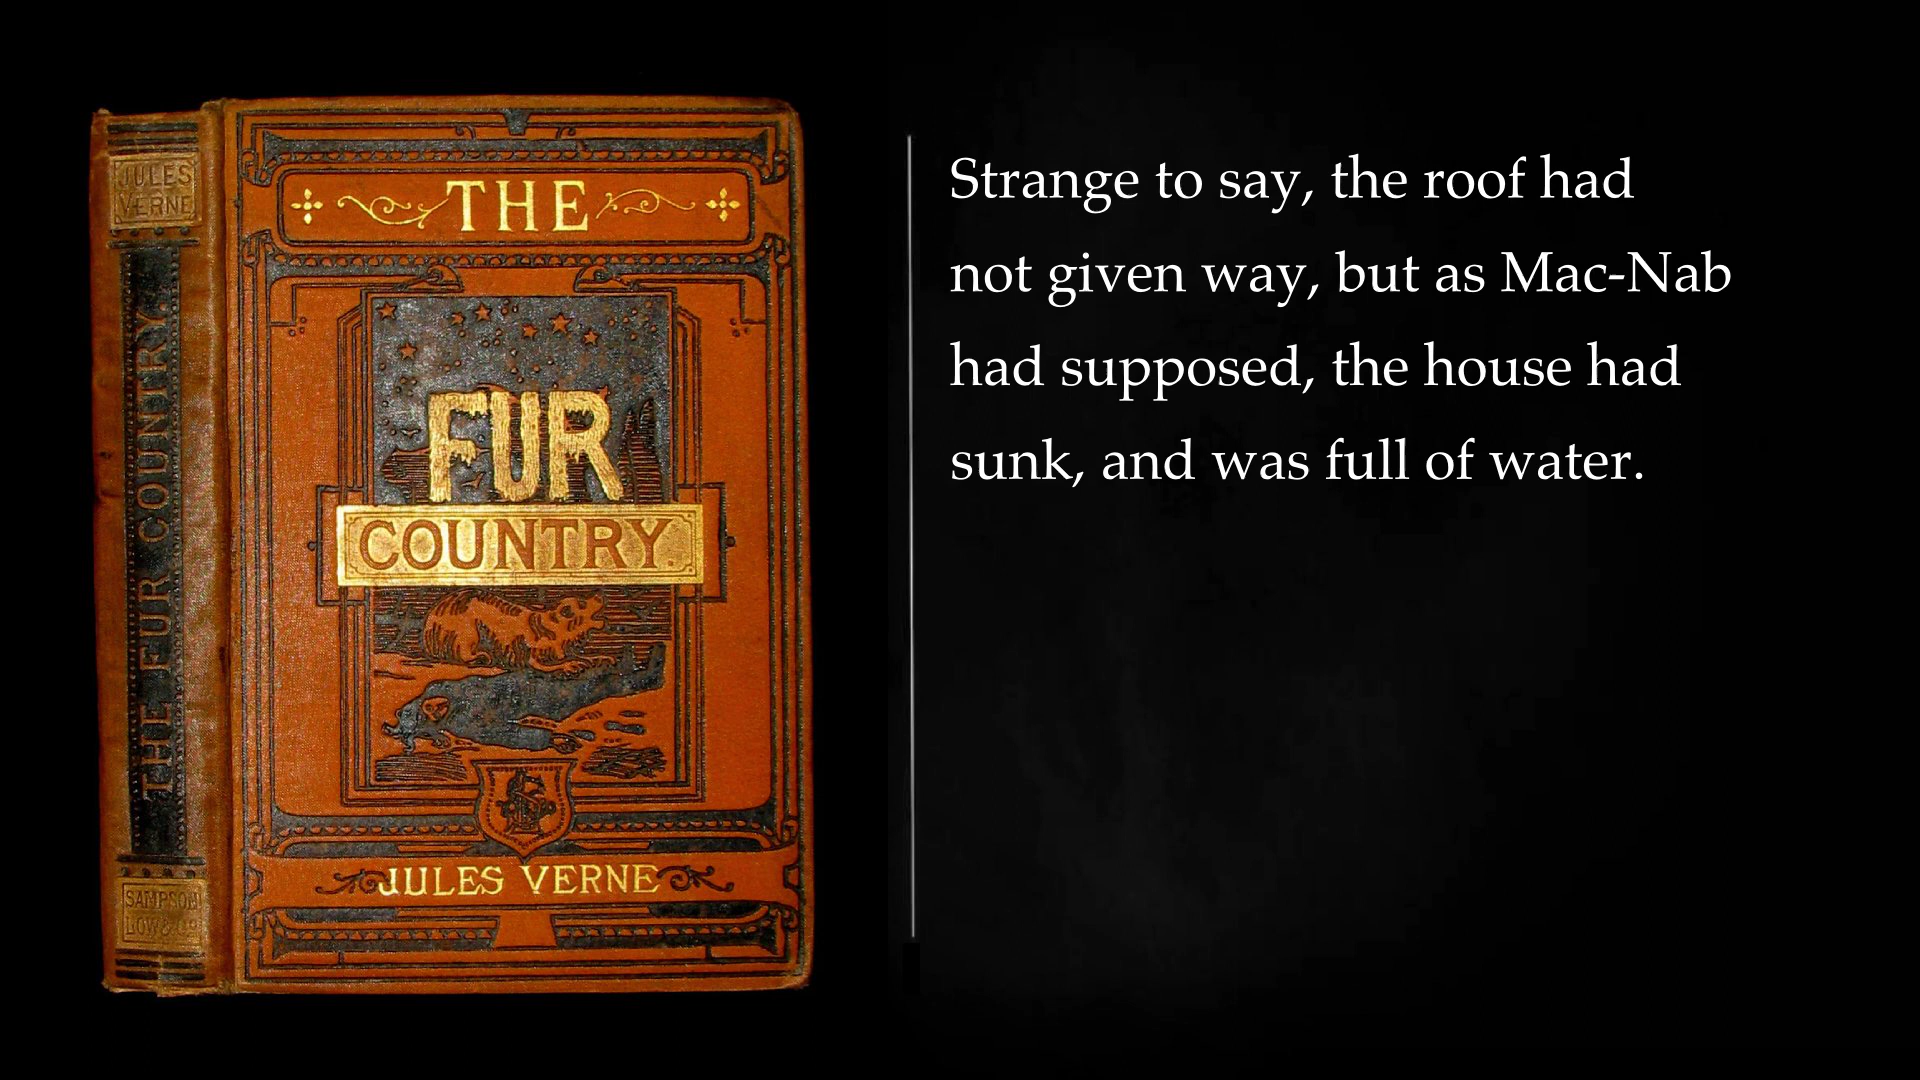 JULES
VERNE
THE FUR COUNTRY.
SAMPSON
LOW & Co
THE
FUR
COUNTRY.
JULES VERNE
Strange to say, the roof had
not given way, but as Mac-Nab
had supposed, the house had
sunk, and was full of water.